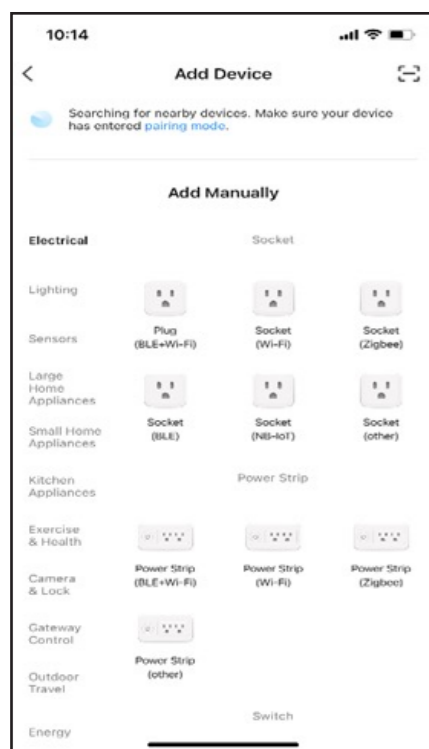 10:14
Add Device
Searching for nearby devices. Make sure your device
has entered pairing mode.
Add Manually
Electrical
Lighting
Sensors
Large
Home
Appliances
Small Home
Appliances
Kitchen
Appliances
Exercise
& Health
Camera
& Lock
Gateway
Control
Outdoor
Travel
Energy
Socket
Plug
(BLE+Wi-Fi)
Socket
(Wi-Fi)
Socket
(Zigbee)
Socket
(BLE)
Socket
(NB-IoT)
Socket
(other)
Power Strip
Power Strip
(BLE+Wi-Fi)
Power Strip
(Wi-Fi)
Power Strip
(Zigbee)
Power Strip
(other)
Switch